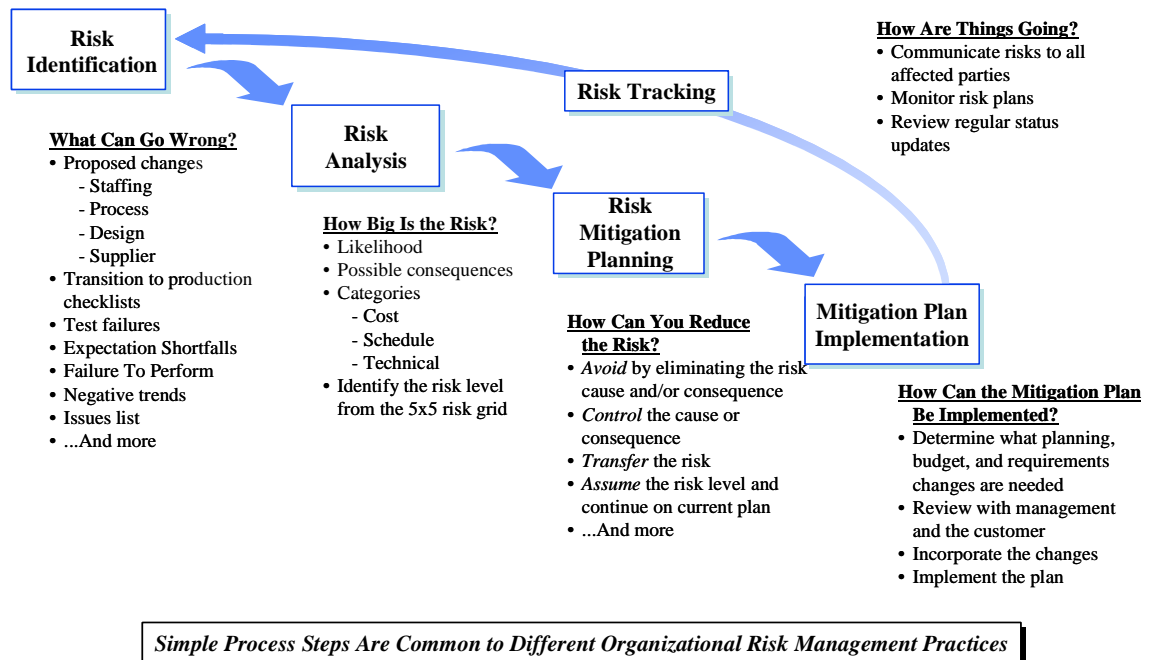 Risk
Identification
What Can Go Wrong?
• Proposed changes
- Staffing
- Process
- Design
- Supplier
• Transition to production
checklists
• Test failures
• Expectation Shortfalls
• Failure To Perform
• Negative trends
• Issues list
• ...And more
Risk
Analysis
How Big Is the Risk?
• Likelihood
• Possible consequences
• Categories
- Cost
- Schedule
- Technical
• Identify the risk level
from the 5x5 risk grid
Risk
Mitigation
Planning
How Can You Reduce
the Risk?
• Avoid by eliminating the risk
cause and/or consequence
• Control the cause or
consequence
• Transfer the risk
• Assume the risk level and
continue on current plan
• ...And more
Mitigation Plan
Implementation
How Can the Mitigation Plan
Be Implemented?
• Determine what planning,
budget, and requirements
changes are needed
• Review with management
and the customer
• Incorporate the changes
• Implement the plan
Risk Tracking
How Are Things Going?
• Communicate risks to all
affected parties
• Monitor risk plans
• Review regular status
updates
Simple Process Steps Are Common to Different Organizational Risk Management Practices